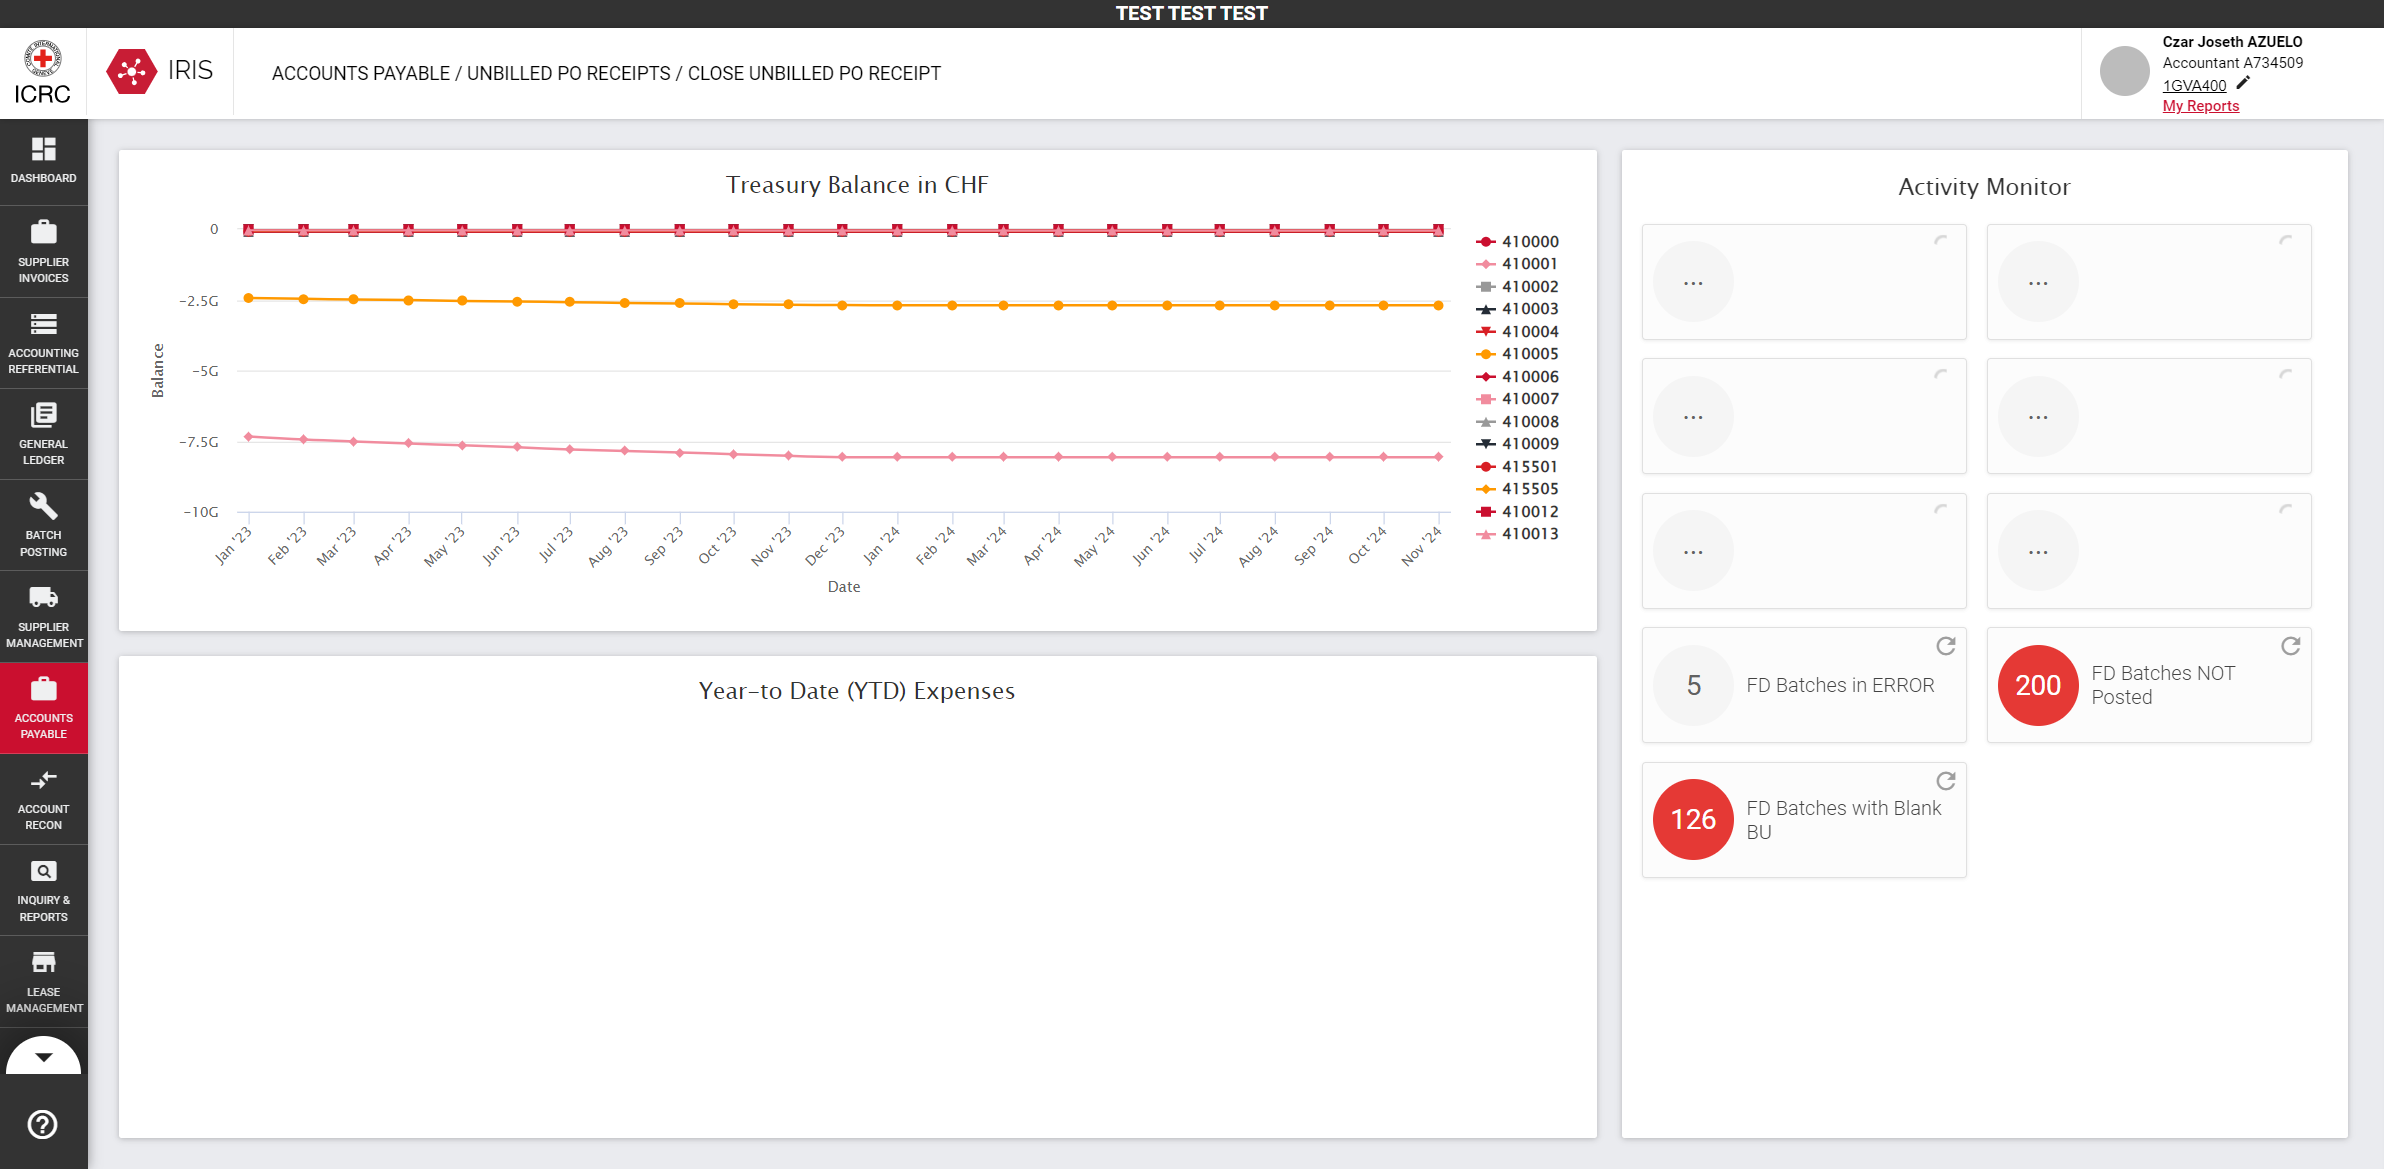 TEST TEST TEST
COMITE INTERNATIONAL GENEVE
ICRC
IRIS
ACCOUNTS PAYABLE / UNBILLED PO RECEIPTS / CLOSE UNBILLED PO RECEIPT
Czar Joseth AZUELO
Accountant A734509
1GVA400
My Reports
DASHBOARD
SUPPLIER
INVOICES
ACCOUNTING
REFERENTIAL
GENERAL
LEDGER
BATCH
POSTING
SUPPLIER
MANAGEMENT
ACCOUNTS
PAYABLE
ACCOUNT
RECON
INQUIRY &
REPORTS
LEASE
MANAGEMENT
Treasury Balance in CHF
Balance
0
-2.5G
-5G
-7.5G
-10G
Jan '23
Feb '23
Mar '23
Apr '23
May '23
Jun '23
Jul '23
Aug '23
Sep '23
Oct '23
Nov '23
Dec '23
Jan '24
Feb '24
Mar '24
Apr '24
May '24
Jun '24
Jul '24
Aug '24
Sep '24
Oct '24
Nov '24
Date
410000
410001
410002
410003
410004
410005
410006
410007
410008
410009
415501
415505
410012
410013
Year-to Date (YTD) Expenses
Activity Monitor
...
...
...
...
...
...
5
FD Batches in ERROR
200
FD Batches NOT
Posted
126
FD Batches with Blank
BU